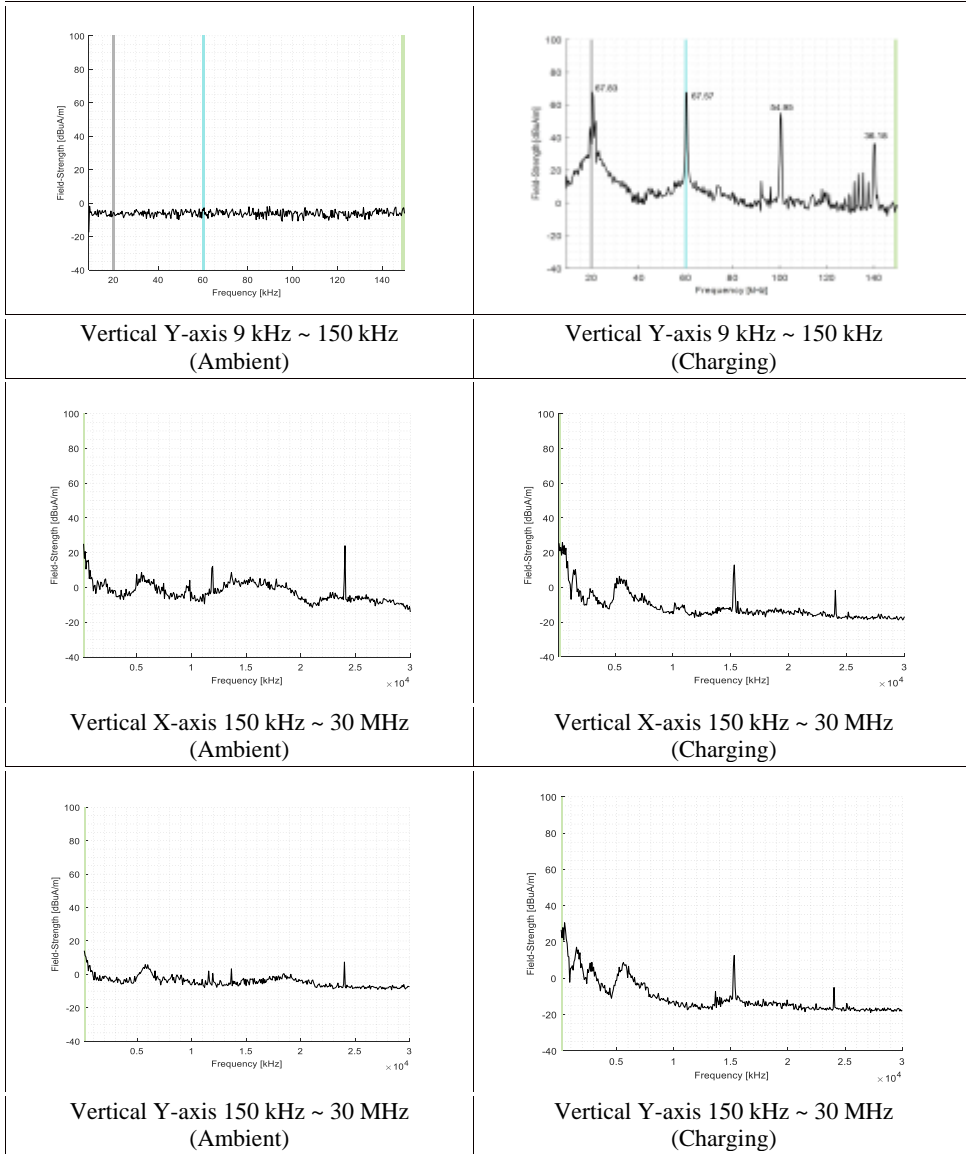 100
80
60
40
20
0
-20
-40
Field-Strength [dBuA/m]
20 40 60 80 100 120 140
Frequency [kHz]
100
80
60
40
20
0
-20
-40
Field-Strength [dBuA/m]
67.63
67.57
20 40 60 80 100 120 140
Frequency [kHz]
Vertical Y-axis 9 kHz ~ 150 kHz
(Ambient)
Vertical Y-axis 9 kHz ~ 150 kHz
(Charging)
100
80
60
40
20
0
-20
-40
Field-Strength [dBuA/m]
0.5 1 1.5 2 2.5 3
Frequency [kHz]
× 10⁴
100
80
60
40
20
0
-20
-40
Field-Strength [dBuA/m]
0.5 1 1.5 2 2.5 3
Frequency [kHz]
× 10⁴
Vertical X-axis 150 kHz ~ 30 MHz
(Ambient)
Vertical X-axis 150 kHz ~ 30 MHz
(Charging)
100
80
60
40
20
0
-20
-40
Field-Strength [dBuA/m]
0.5 1 1.5 2 2.5 3
Frequency [kHz]
× 10⁴
100
80
60
40
20
0
-20
-40
Field-Strength [dBuA/m]
0.5 1 1.5 2 2.5 3
Frequency [kHz]
× 10⁴
Vertical Y-axis 150 kHz ~ 30 MHz
(Ambient)
Vertical Y-axis 150 kHz ~ 30 MHz
(Charging)